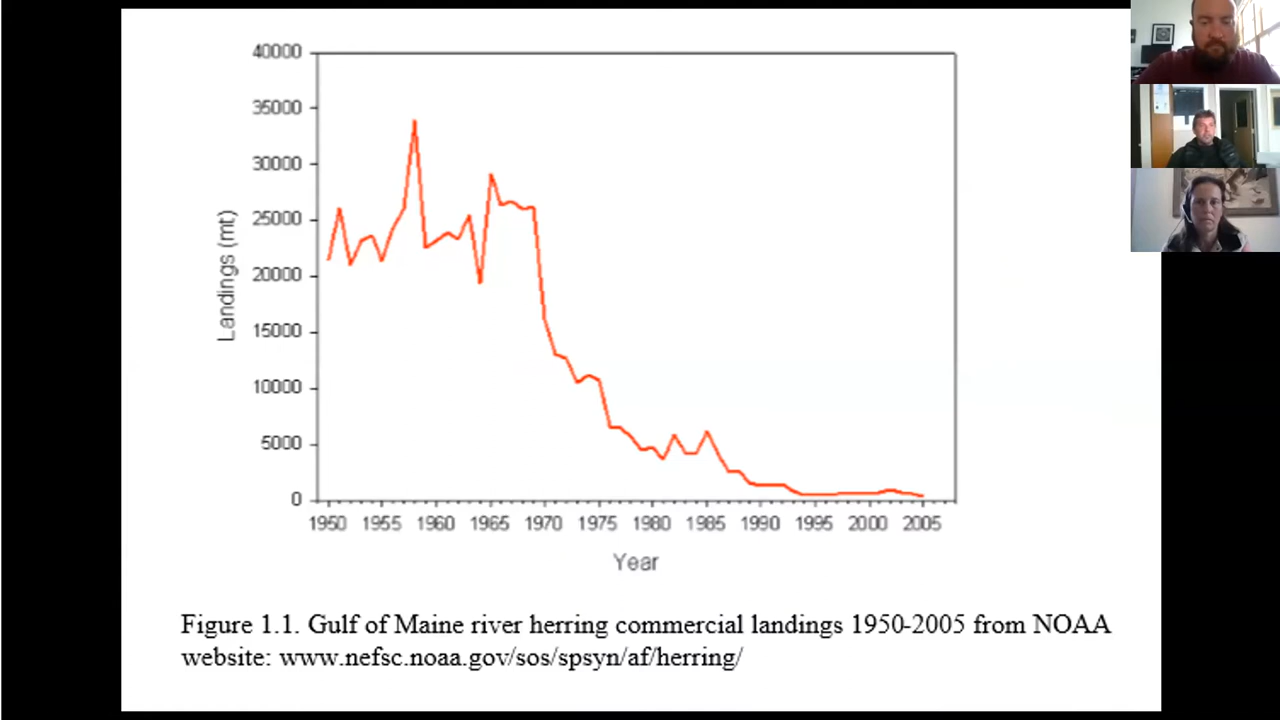 40000
35000
30000
25000
20000
15000
10000
5000
0
Landings (mt)
1950 1955 1960 1965 1970 1975 1980 1985 1990 1995 2000 2005
Year
Figure 1.1. Gulf of Maine river herring commercial landings 1950-2005 from NOAA
website: www.nefsc.noaa.gov/sos/spsyn/af/herring/